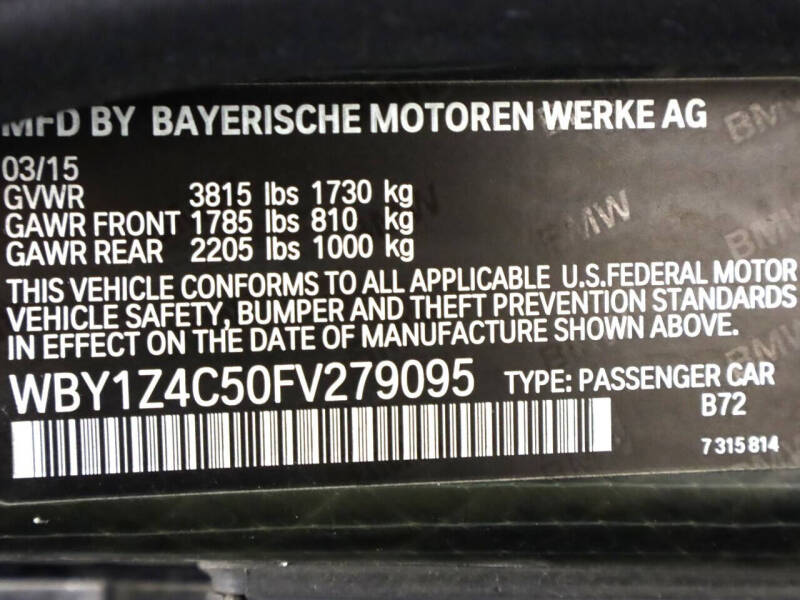 MFD BY BAYERISCHE MOTOREN WERKE AG
BMW
03/15
GVWR 3815 lbs 1730 kg
GAWR FRONT 1785 lbs 810 kg
GAWR REAR 2205 lbs 1000 kg
BMW
BMW
THIS VEHICLE CONFORMS TO ALL APPLICABLE U.S.FEDERAL MOTOR
VEHICLE SAFETY, BUMPER AND THEFT PREVENTION STANDARDS
IN EFFECT ON THE DATE OF MANUFACTURE SHOWN ABOVE.
WBY1Z4C50FV279095 TYPE: PASSENGER CAR
B72
7 315 814